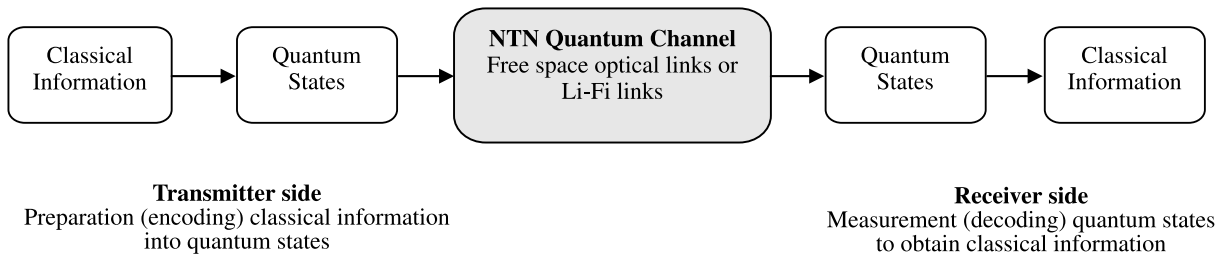 Classical
Information
Quantum
States
NTN Quantum Channel
Free space optical links or
Li-Fi links
Quantum
States
Classical
Information
Transmitter side
Preparation (encoding) classical information
into quantum states
Receiver side
Measurement (decoding) quantum states
to obtain classical information